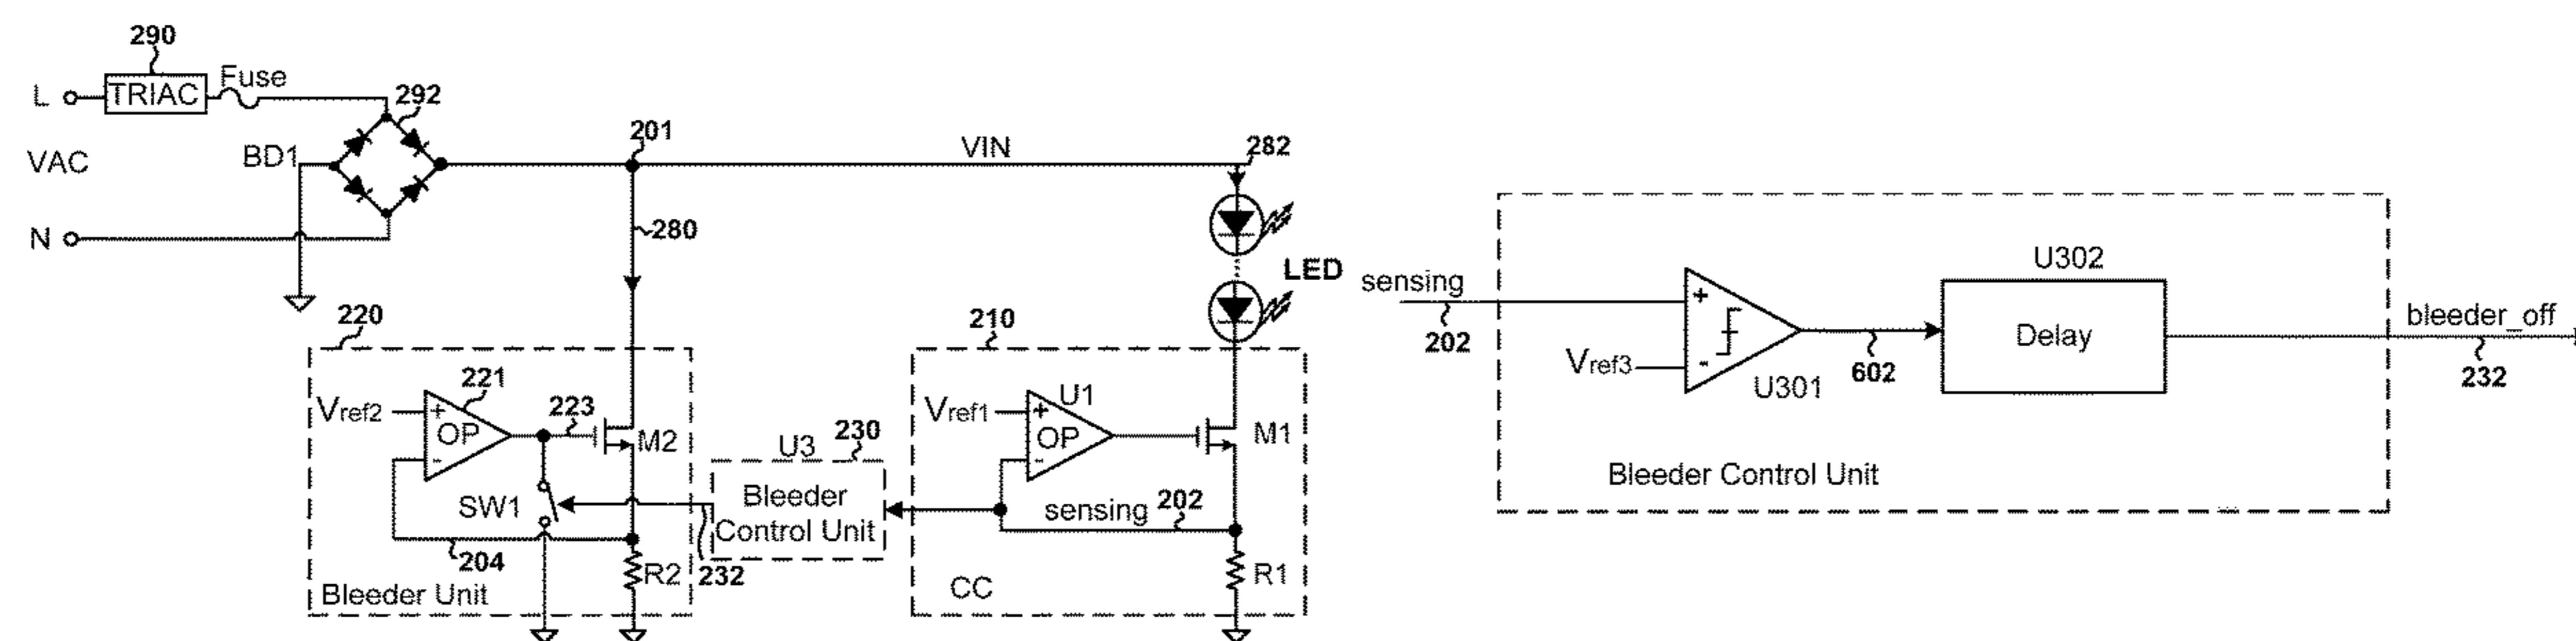 290
L
TRIAC
Fuse
292
VAC
BD1
N
201
VIN
282
280
LED
220
221
Vref2
+
OP
-
223
M2
SW1
204
R2
Bleeder Unit
U3
230
Bleeder
Control Unit
232
210
Vref1
+
U1
OP
-
M1
sensing
202
R1
CC
sensing
202
Vref3
+
-
U301
602
U302
Delay
bleeder_off
232
Bleeder Control Unit